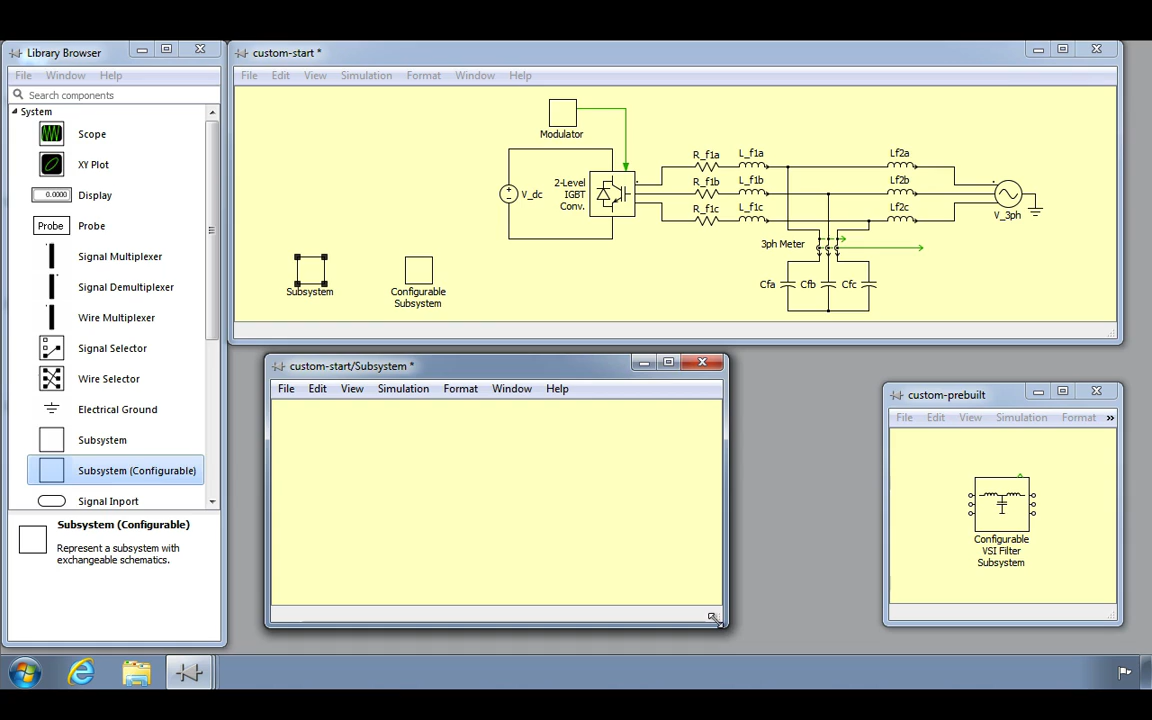 Library Browser
File Window Help
Search components
System
Scope
XY Plot
0.0000 Display
Probe Probe
Signal Multiplexer
Signal Demultiplexer
Wire Multiplexer
Signal Selector
Wire Selector
Electrical Ground
Subsystem
Subsystem (Configurable)
Signal Inport
Subsystem (Configurable)
Represent a subsystem with
exchangeable schematics.
custom-start *
File Edit View Simulation Format Window Help
Modulator
V_dc
2-Level
IGBT
Conv.
R_f1a L_f1a Lf2a
R_f1b L_f1b Lf2b
R_f1c L_f1c Lf2c
V_3ph
3ph Meter
Cfa Cfb Cfc
Subsystem
Configurable
Subsystem
custom-start/Subsystem *
File Edit View Simulation Format Window Help
custom-prebuilt
File Edit View Simulation Format »
Configurable
VSI Filter
Subsystem